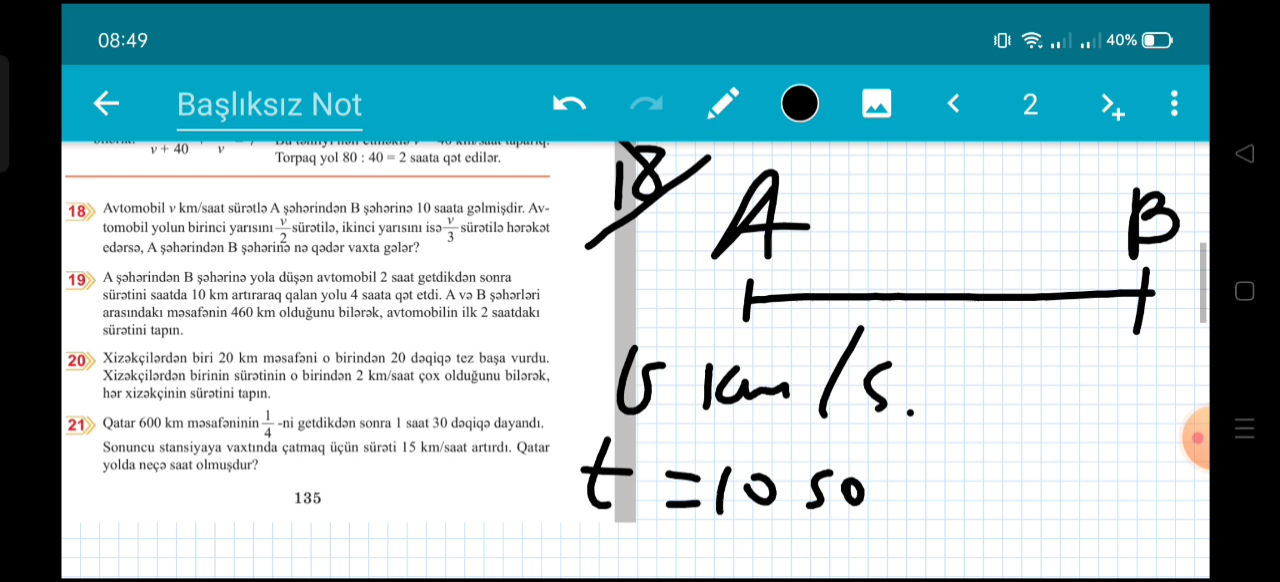 08:49
40%
Başlıksız Not
2
v + 40 v
Torpaq yol 80 : 40 = 2 saata qət edilər.
18 Avtomobil v km/saat sürətlə A şəhərindən B şəhərinə 10 saata gəlmişdir. Av-
tomobil yolun birinci yarısını v/2 sürətilə, ikinci yarısını isə v/3 sürətilə hərəkət
edərsə, A şəhərindən B şəhərinə nə qədər vaxta gələr?
19 A şəhərindən B şəhərinə yola düşən avtomobil 2 saat getdikdən sonra
sürətini saatda 10 km artıraraq qalan yolu 4 saata qət etdi. A və B şəhərləri
arasındakı məsafənin 460 km olduğunu bilərək, avtomobilin ilk 2 saatdakı
sürətini tapın.
20 Xizəkçilərdən biri 20 km məsafəni o birindən 20 dəqiqə tez başa vurdu.
Xizəkçilərdən birinin sürətinin o birindən 2 km/saat çox olduğunu bilərək,
hər xizəkçinin sürətini tapın.
21 Qatar 600 km məsafəninin 1/4 -ni getdikdən sonra 1 saat 30 dəqiqə dayandı.
Sonuncu stansiyaya vaxtında çatmaq üçün sürəti 15 km/saat artırdı. Qatar
yolda neçə saat olmuşdur?
135
18
A B
v km/s.
t = 10 so